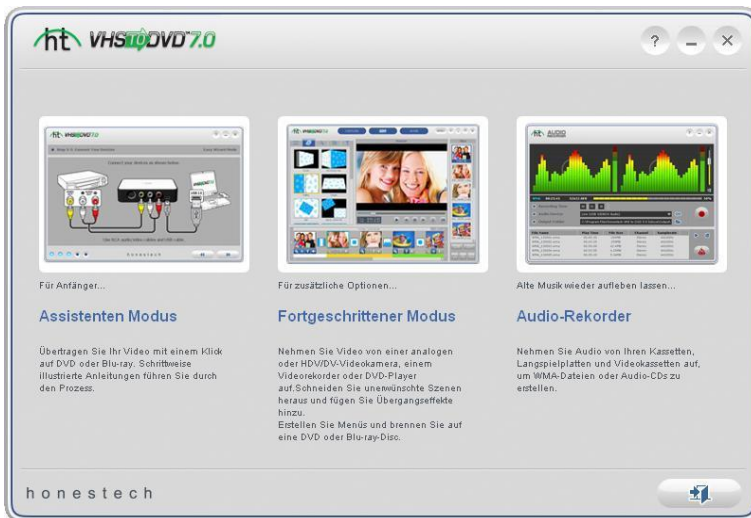 ht VHS TO DVD™ 7.0
?
Für Anfänger...
Assistenten Modus
Übertragen Sie Ihr Video mit einem Klick
auf DVD oder Blu-ray. Schrittweise
illustrierte Anleitungen führen Sie durch
den Prozess.
Für zusätzliche Optionen...
Fortgeschrittener Modus
Nehmen Sie Video von einer analogen
oder HDV/DV-Videokamera, einem
Videorekorder oder DVD-Player
auf.Schneiden Sie unerwünschte Szenen
heraus und fügen Sie Übergangseffekte
hinzu.
Erstellen Sie Menüs und brennen Sie auf
eine DVD oder Blu-ray-Disc.
Alte Musik wieder aufleben lassen...
Audio-Rekorder
Nehmen Sie Audio von Ihren Kassetten,
Langspielplatten und Videokassetten auf,
um WMA-Dateien oder Audio-CDs zu
erstellen.
honestech